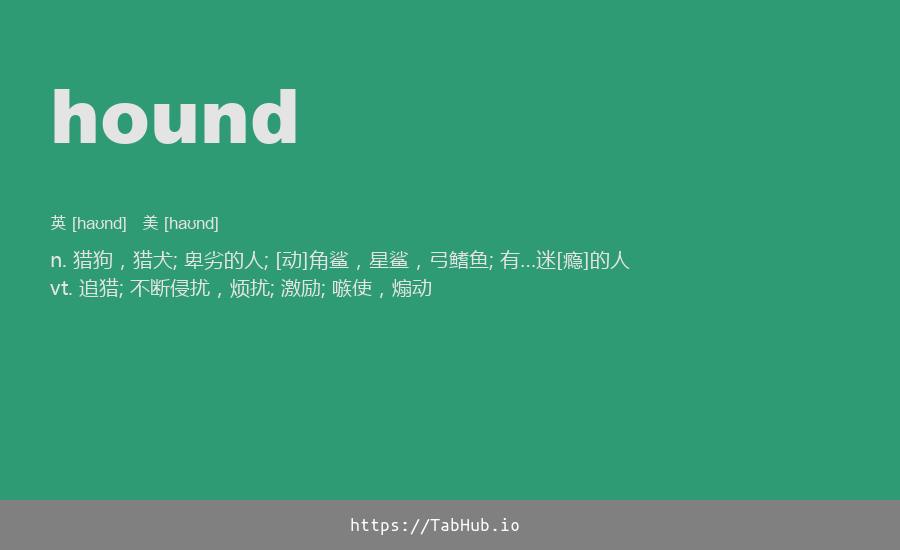 hound
英 [haʊnd] 美 [haʊnd]
n. 猎狗，猎犬; 卑劣的人; [动]角鲨，星鲨，弓鳍鱼; 有…迷[瘾]的人
vt. 追猎; 不断侵扰，烦扰; 激励; 嗾使，煽动
https://TabHub.io